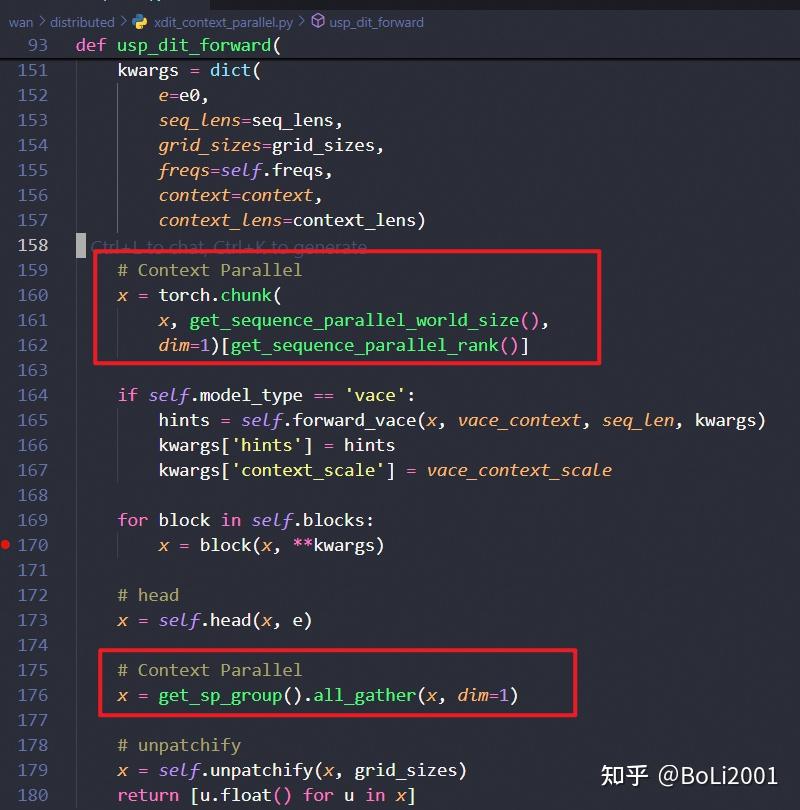 wan > distributed > xdit_context_parallel.py > usp_dit_forward
93 def usp_dit_forward(
151     kwargs = dict(
152         e=e0,
153         seq_lens=seq_lens,
154         grid_sizes=grid_sizes,
155         freqs=self.freqs,
156         context=context,
157         context_lens=context_lens)
158 Ctrl+L to chat, Ctrl+K to generate
159     # Context Parallel
160     x = torch.chunk(
161         x, get_sequence_parallel_world_size(),
162         dim=1)[get_sequence_parallel_rank()]
163
164     if self.model_type == 'vace':
165         hints = self.forward_vace(x, vace_context, seq_len, kwargs)
166         kwargs['hints'] = hints
167         kwargs['context_scale'] = vace_context_scale
168
169     for block in self.blocks:
170         x = block(x, **kwargs)
171
172     # head
173     x = self.head(x, e)
174
175     # Context Parallel
176     x = get_sp_group().all_gather(x, dim=1)
177
178     # unpatchify
179     x = self.unpatchify(x, grid_sizes)
180     return [u.float() for u in x]
知乎 @BoLi2001